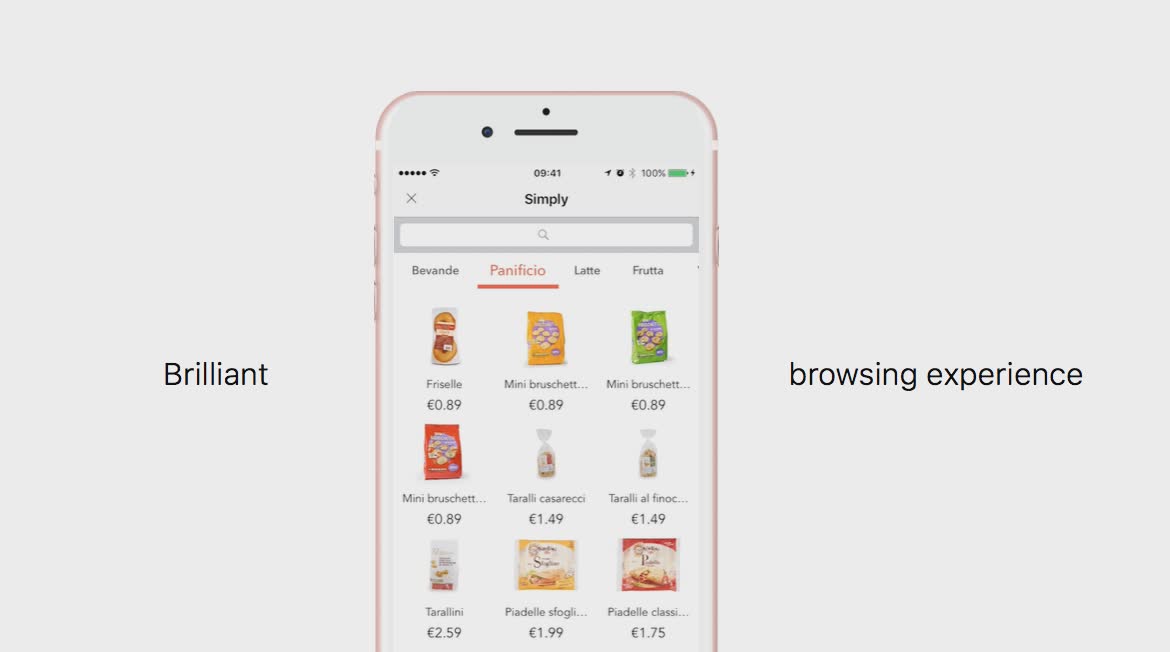 09:41
100%
Simply
Bevande
Panificio
Latte
Frutta
Brilliant
browsing experience
Friselle
Mini bruschett...
Mini bruschett...
€0.89
€0.89
€0.89
Mini bruschett...
Taralli casarecci
Taralli al finoc...
€0.89
€1.49
€1.49
Tarallini
Piadelle sfogli...
Piadelle classi...
€2.59
€1.99
€1.75